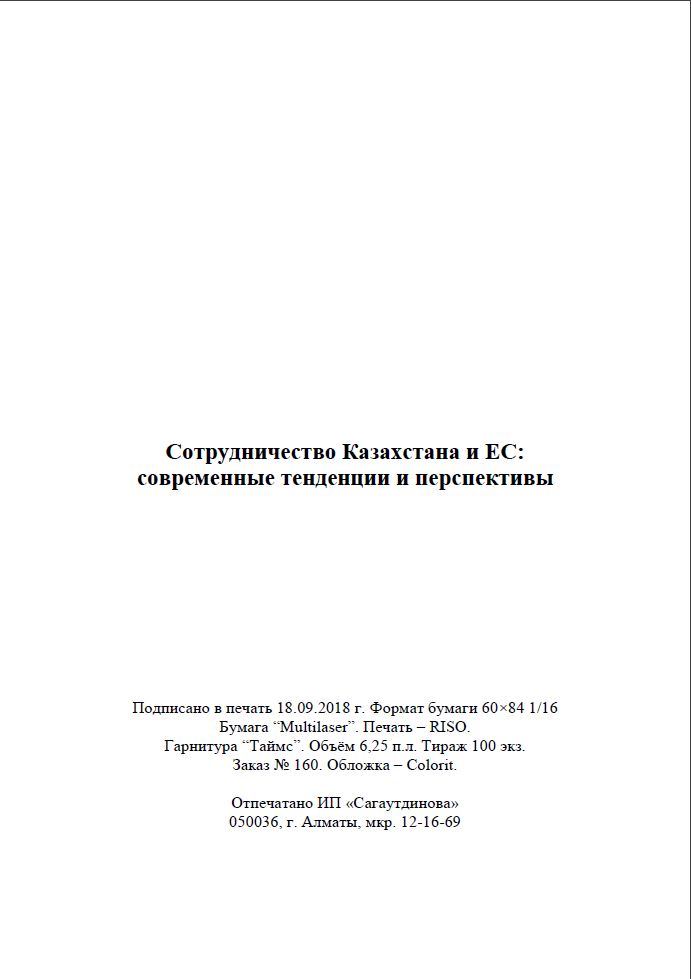 Сотрудничество Казахстана и ЕС:
современные тенденции и перспективы
Подписано в печать 18.09.2018 г. Формат бумаги 60×84 1/16
Бумага “Multilaser”. Печать – RISO.
Гарнитура “Таймс”. Объём 6,25 п.л. Тираж 100 экз.
Заказ № 160. Обложка – Colorit.
Отпечатано ИП «Сагаутдинова»
050036, г. Алматы, мкр. 12-16-69